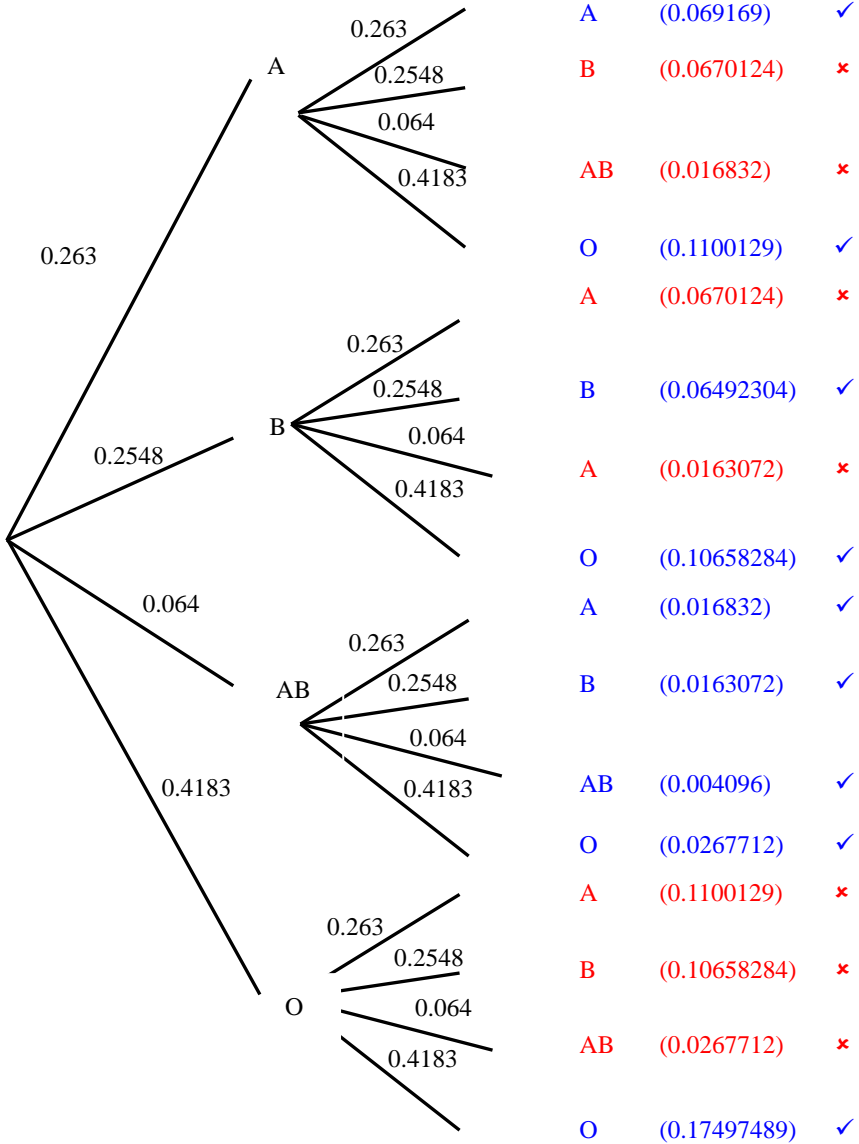 0.263 A (0.069169) ✓
A
0.2548 B (0.0670124) ×
0.064
0.4183 AB (0.016832) ×
0.263 O (0.1100129) ✓
A (0.0670124) ×
0.263
0.2548 B (0.06492304) ✓
B 0.064
0.2548 A (0.0163072) ×
0.4183
O (0.10658284) ✓
0.064 A (0.016832) ✓
0.263
AB 0.2548 B (0.0163072) ✓
0.064
0.4183 0.4183 AB (0.004096) ✓
O (0.0267712) ✓
A (0.1100129) ×
0.263
0.2548 B (0.10658284) ×
O 0.064
0.4183 AB (0.0267712) ×
O (0.17497489) ✓